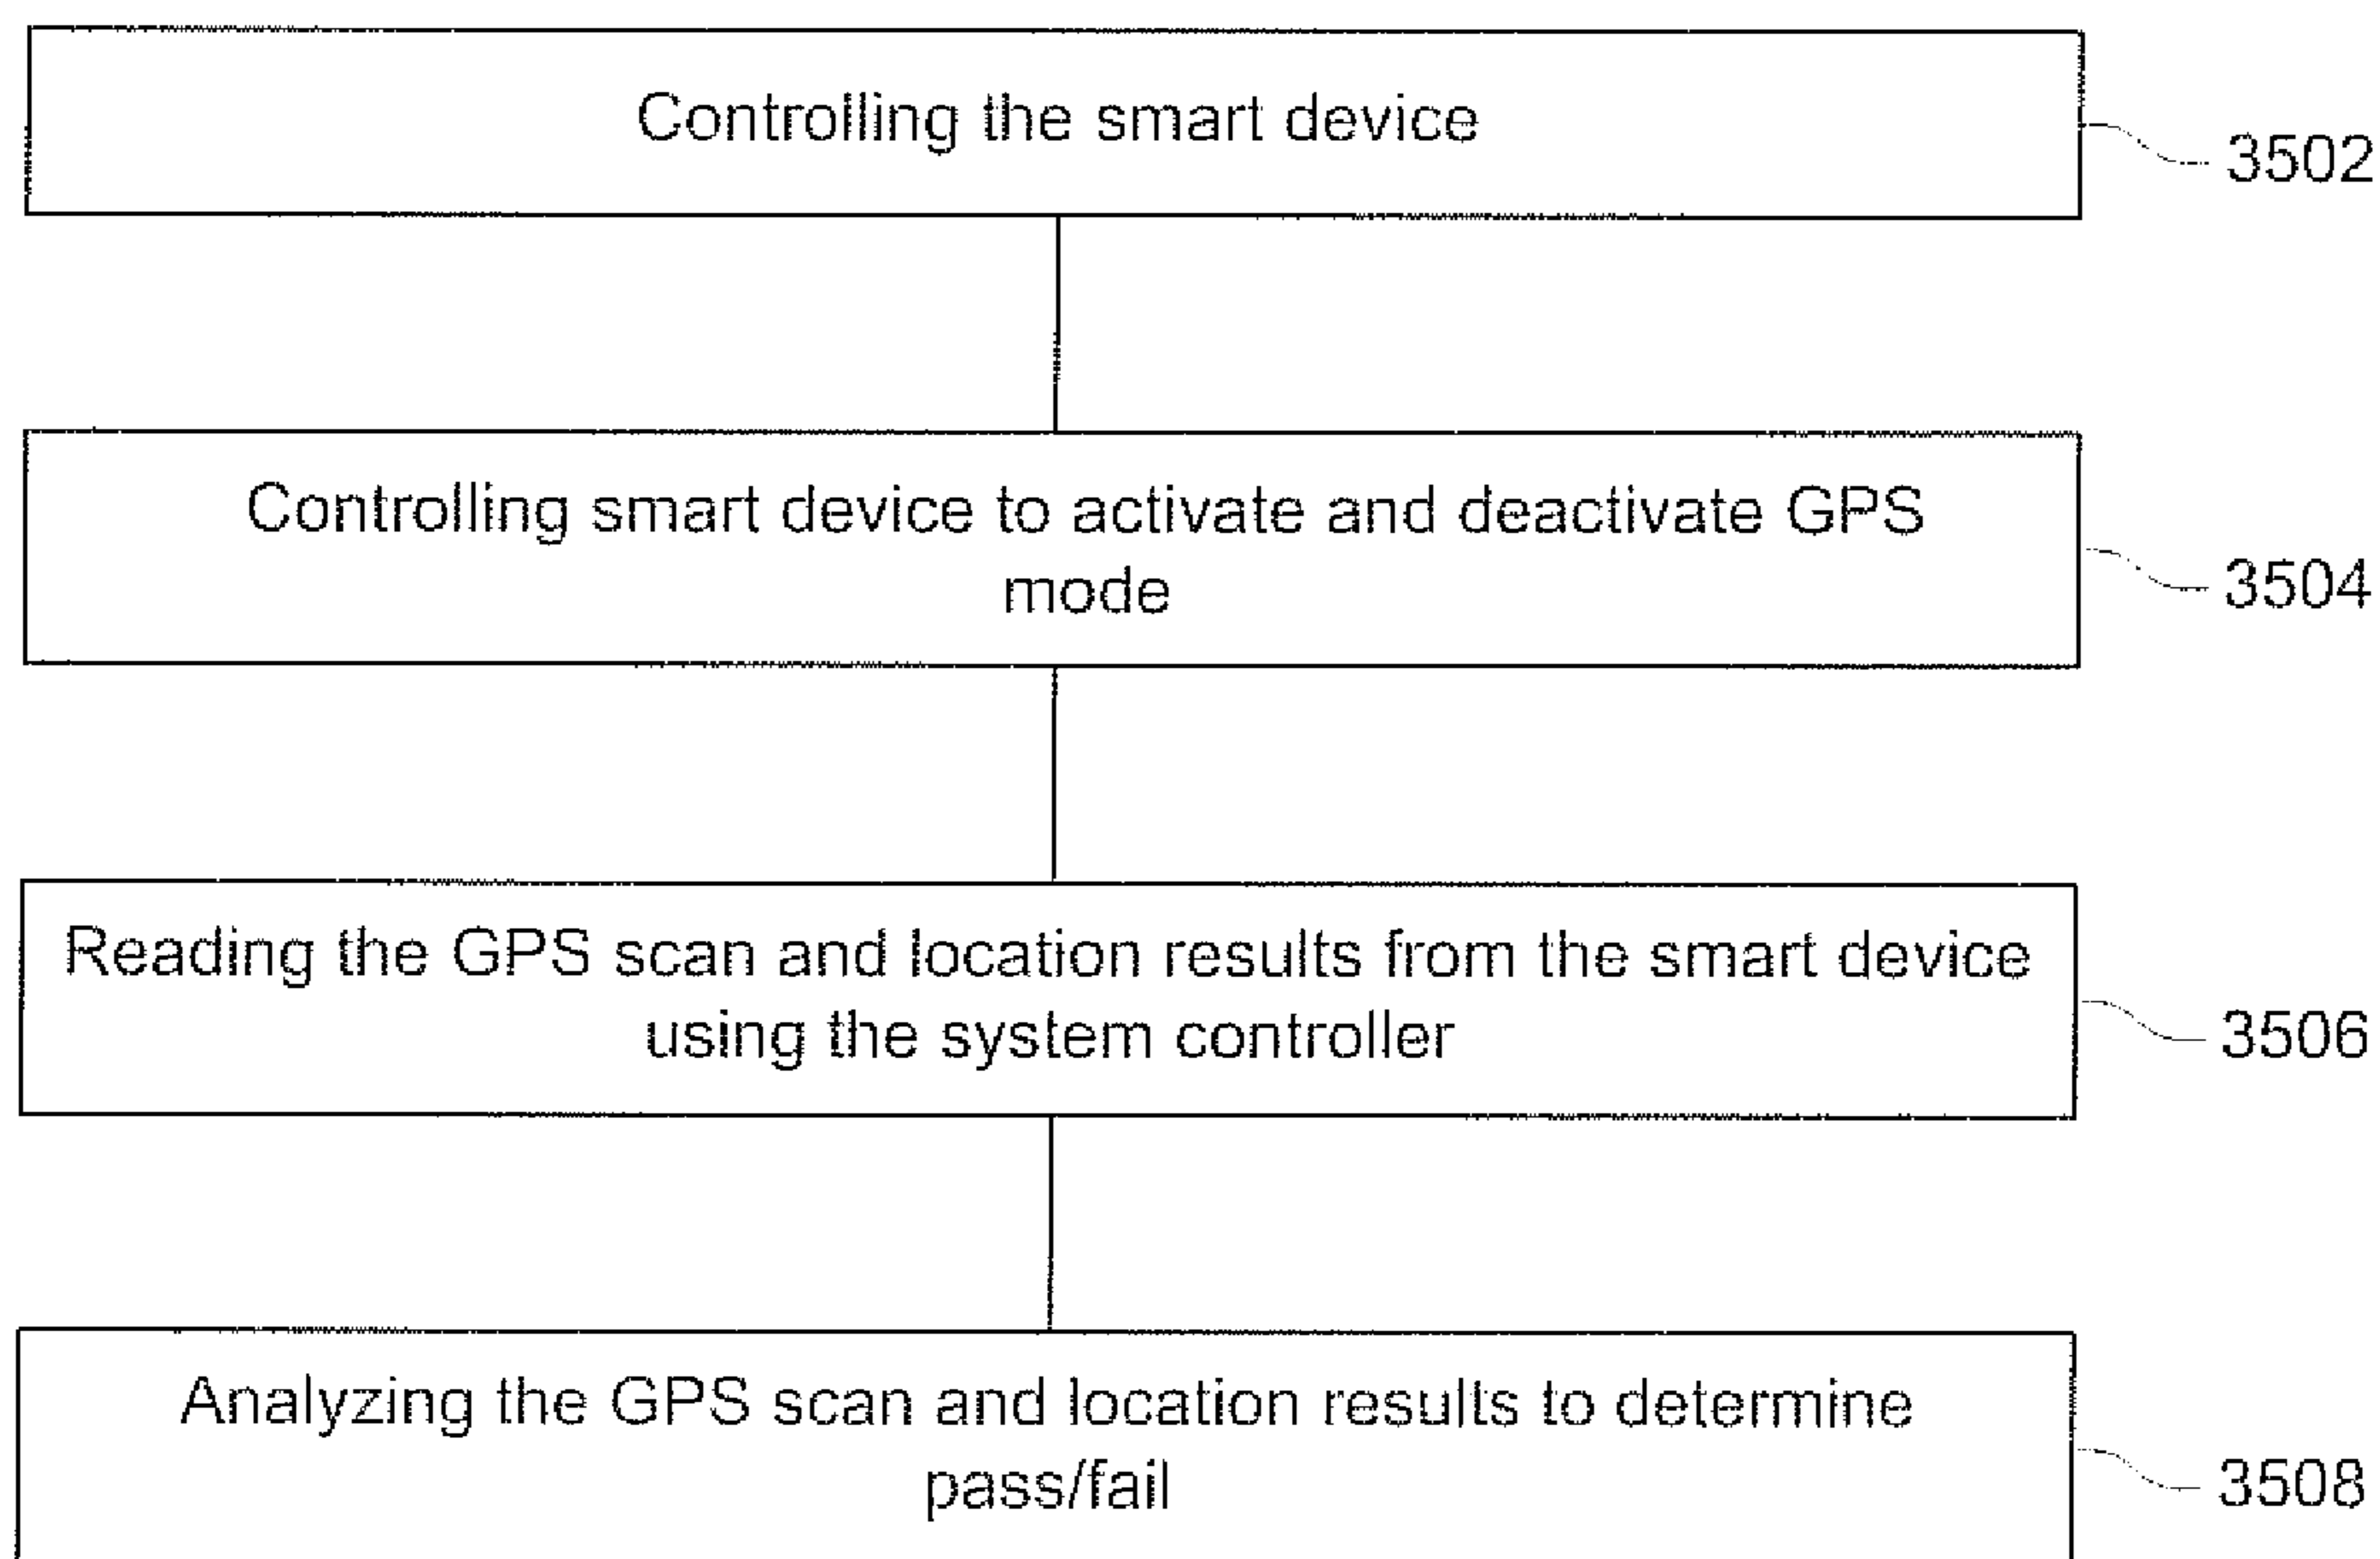 Controlling the smart device
3502
Controlling smart device to activate and deactivate GPS
mode
3504
Reading the GPS scan and location results from the smart device
using the system controller
3506
Analyzing the GPS scan and location results to determine
pass/fail
3508